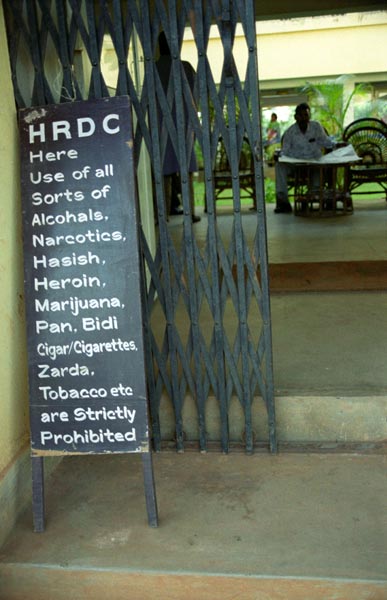 HRDC
Here
Use of all
Sorts of
Alcohals,
Narcotics,
Hasish,
Heroin,
Marijuana,
Pan, Bidi
Cigar/Cigarettes,
Zarda,
Tobacco etc
are Strictly
Prohibited